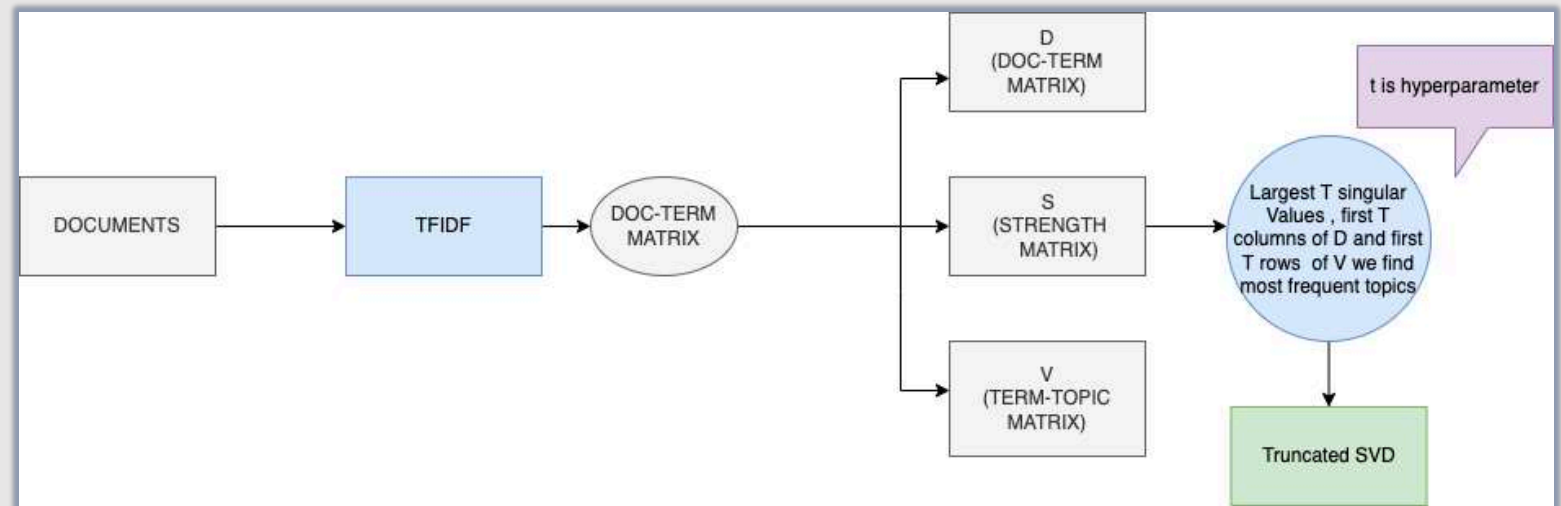 DOCUMENTS
TFIDF
DOC-TERM
MATRIX
D
(DOC-TERM
MATRIX)
S
(STRENGTH
MATRIX)
V
(TERM-TOPIC
MATRIX)
t is hyperparameter
Largest T singular
Values , first T
columns of D and first
T rows of V we find
most frequent topics
Truncated SVD